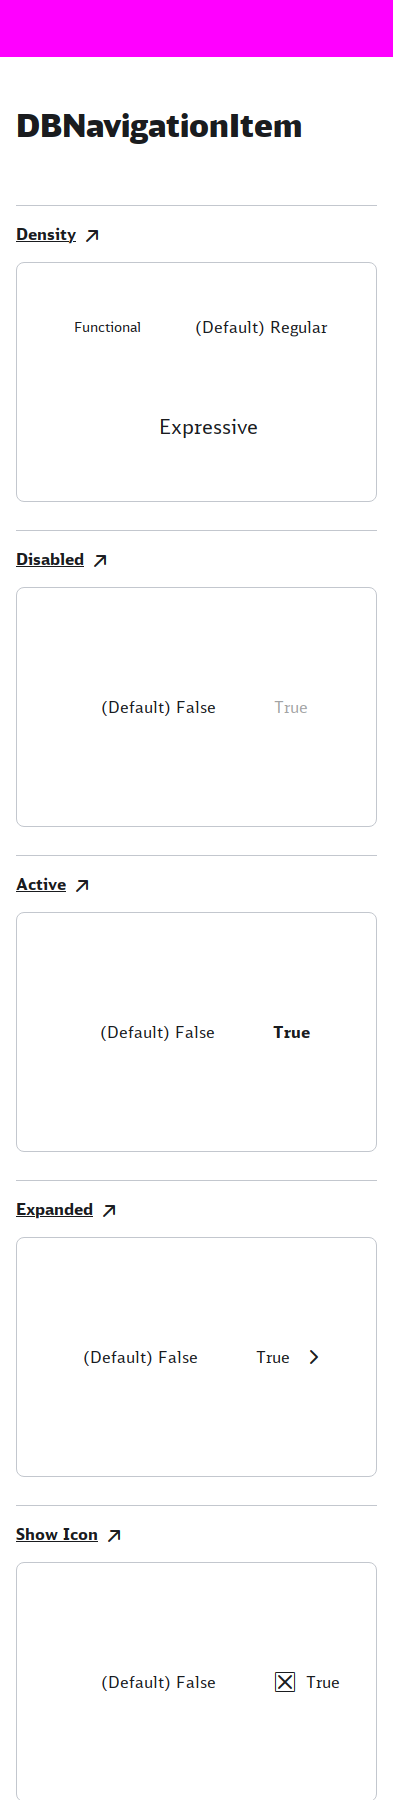 DBNavigationItem
Density
Functional
(Default) Regular
Expressive
Disabled
(Default) False
True
Active
(Default) False
True
Expanded
(Default) False
True
Show Icon
(Default) False
True